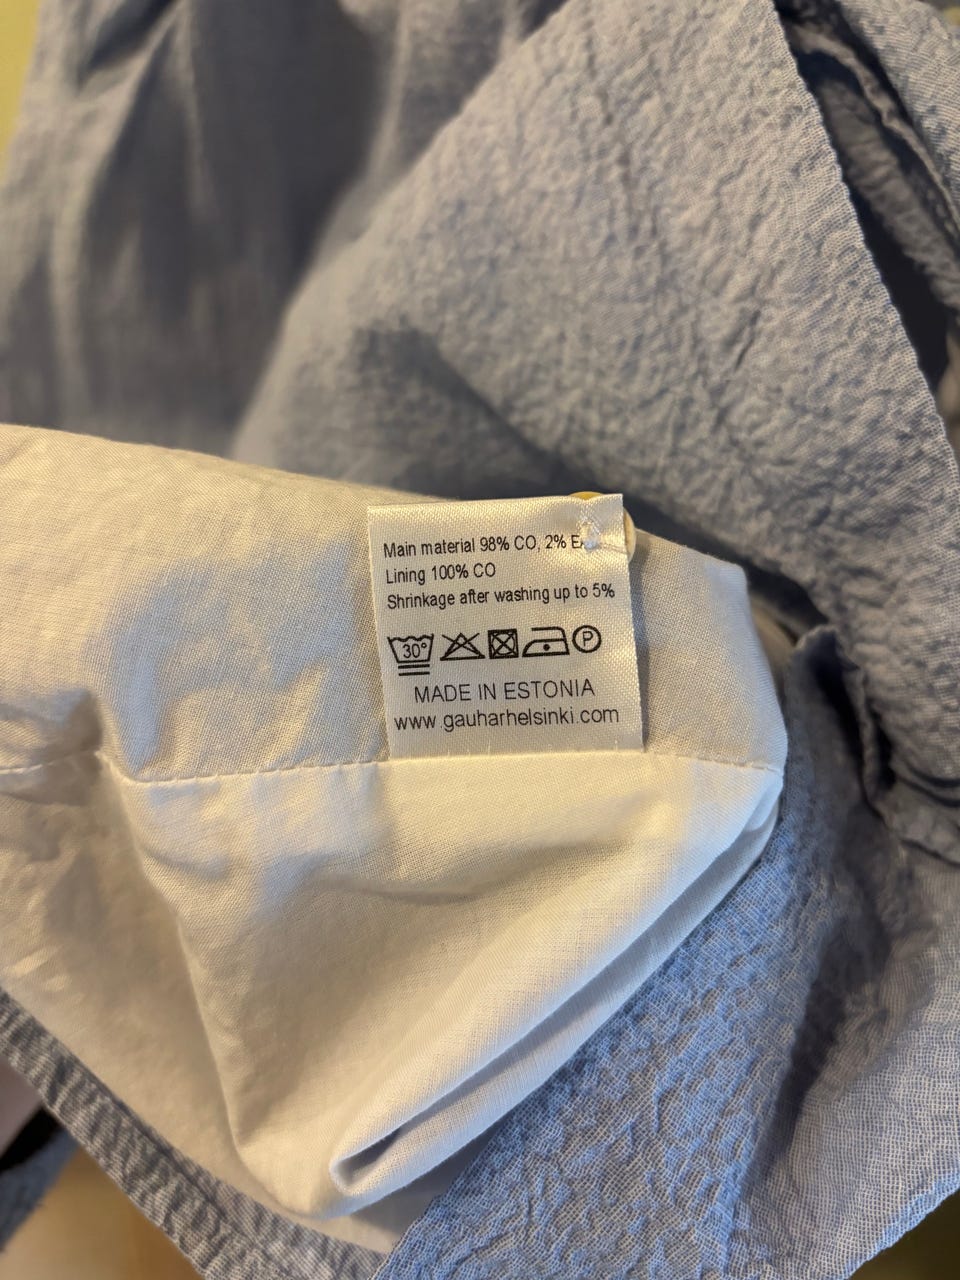 Main material 98% CO, 2%
Lining 100% CO
Shrinkage after washing up to 5%
30°
P
MADE IN ESTONIA
www.gauharhelsinki.com